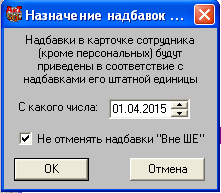 Назначение надбавок ...
Надбавки в карточке сотрудника
(кроме персональных) будут
приведены в соответствие с
надбавками его штатной единицы
С какого числа: 01.04.2015
Не отменять надбавки "Вне ШЕ"
OK Отмена